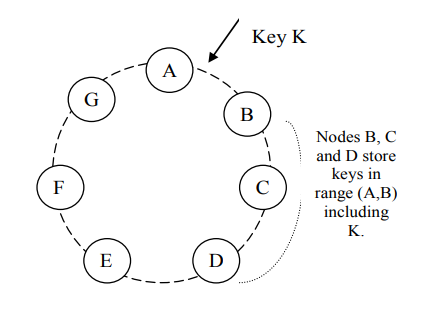 Key K
A
G
B
Nodes B, C
and D store
keys in
range (A,B)
including
K.
F
C
E
D